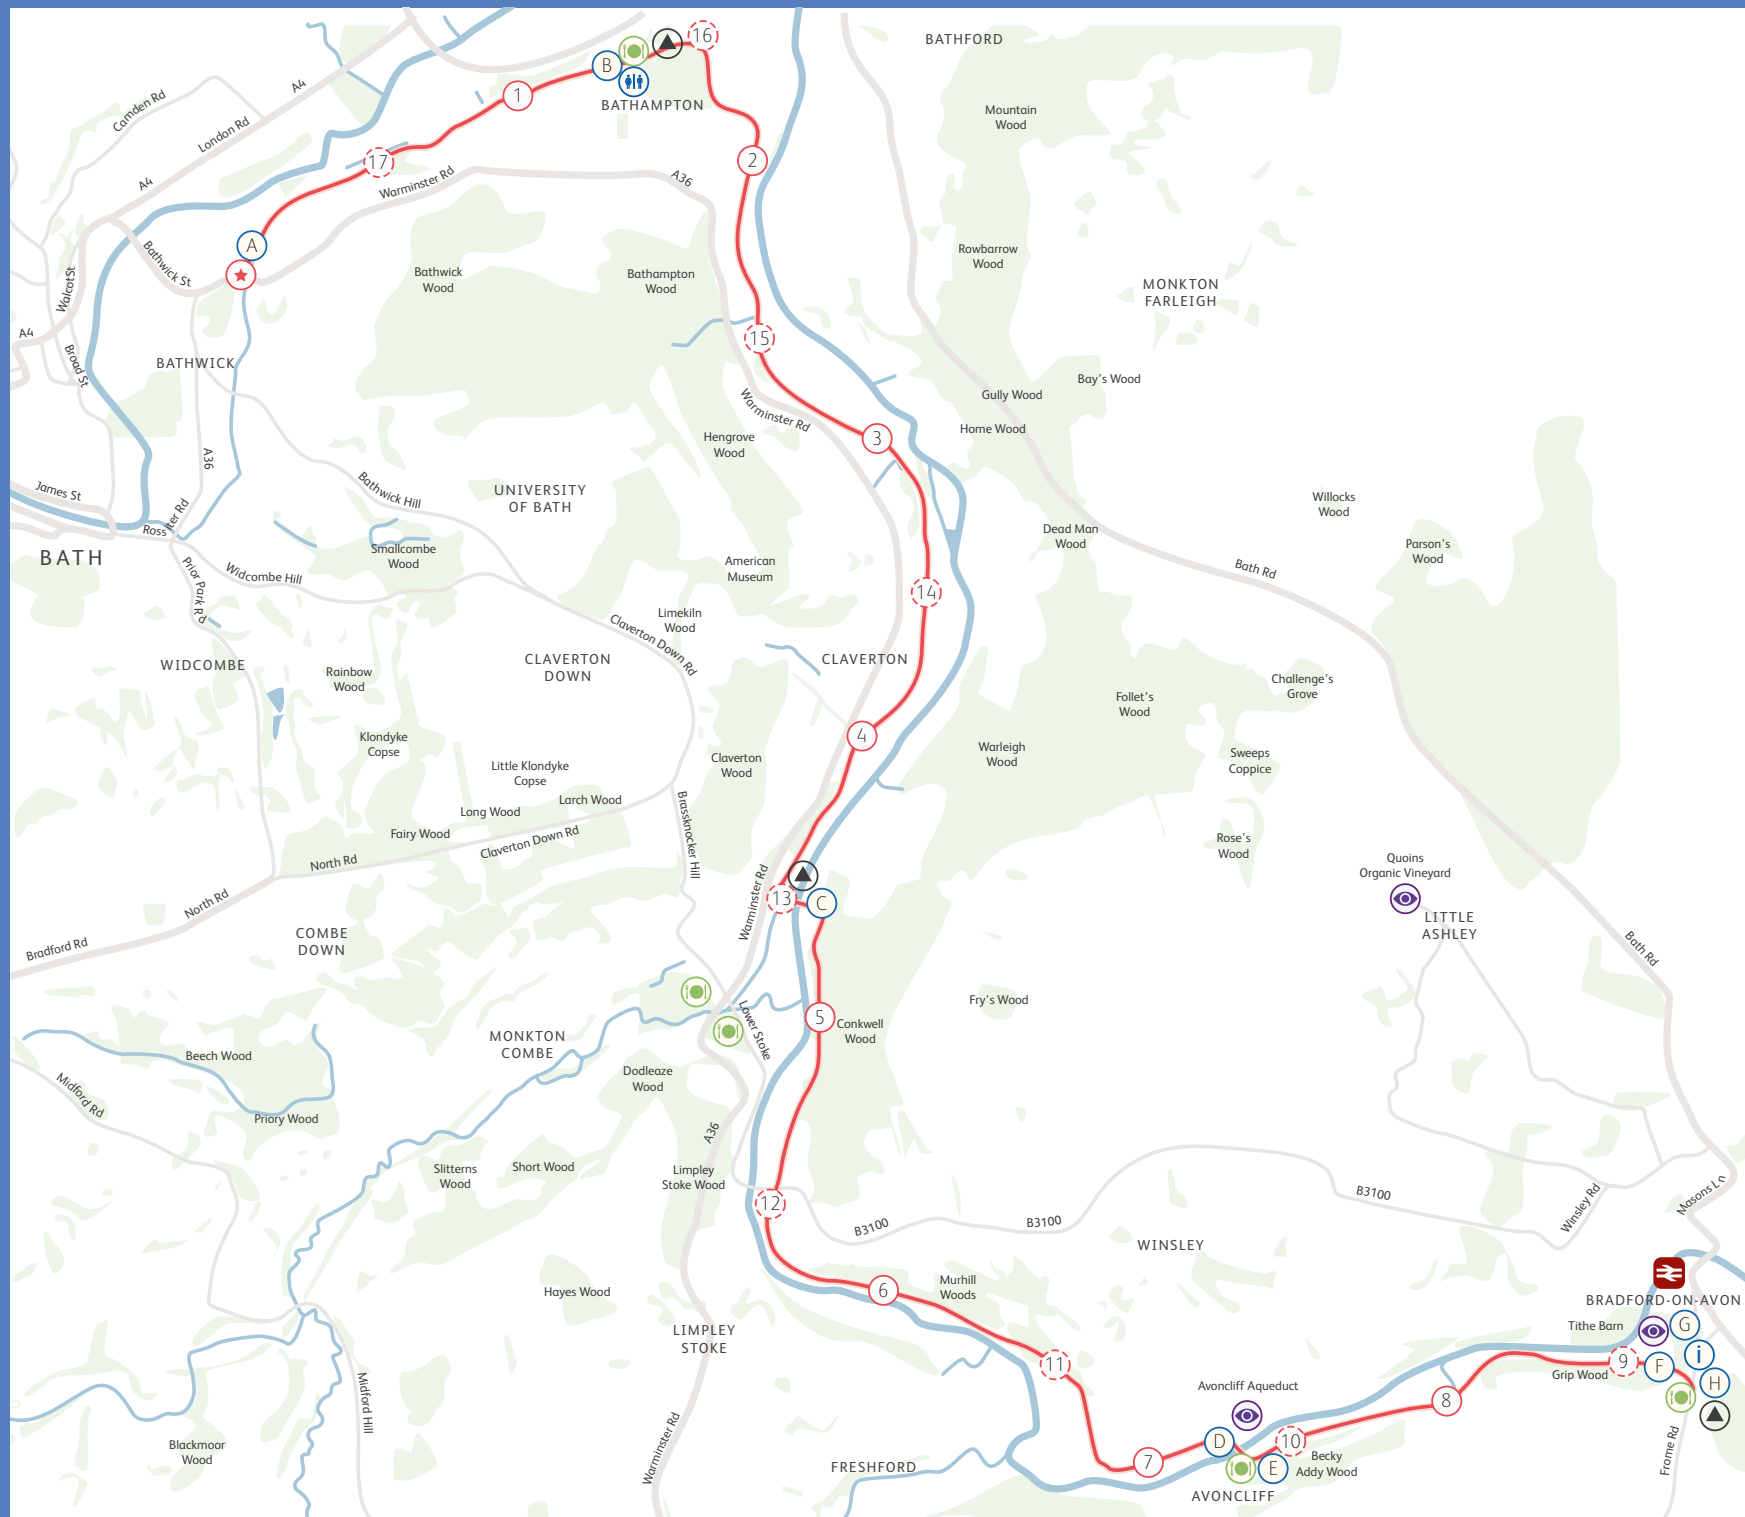 BATHFORD
16
B
A4
1
BATHAMPTON
Camden Rd
Mountain
Wood
London Rd
17
2
A4
Warminster Rd
A36
A
Bathwick St
Rowbarrow
Wood
Walcot St
Bathwick
Wood
Bathampton
Wood
MONKTON
FARLEIGH
A4
15
Broad St
BATHWICK
Bay's Wood
Gully Wood
Warminster Rd
Home Wood
3
Hengrove
Wood
A36
James St
Bathwick Hill
UNIVERSITY
OF BATH
Willocks
Wood
Rossiter Rd
Dead Man
Wood
Parson's
Wood
BATH
Smallcombe
Wood
American
Museum
Bath Rd
Prior Park Rd
Widcombe Hill
14
Limekiln
Wood
Claverton Down Rd
WIDCOMBE
CLAVERTON
DOWN
CLAVERTON
Rainbow
Wood
Challenge's
Grove
Follet's
Wood
4
Klondyke
Copse
Warleigh
Wood
Sweeps
Coppice
Claverton
Wood
Little Klondyke
Copse
Larch Wood
Long Wood
Fairy Wood
Brassknocker Hill
Claverton Down Rd
North Rd
Rose's
Wood
Quoins
Organic Vineyard
North Rd
Warminster Rd
13
C
LITTLE
ASHLEY
Bradford Rd
COMBE
DOWN
Bath Rd
Fry's Wood
Lower Stoke
5
Conkwell
Wood
MONKTON
COMBE
Beech Wood
Dodleaze
Wood
Midford Rd
Priory Wood
A36
Slitterns
Wood
Short Wood
Limpley
Stoke Wood
12
B3100
B3100
B3100
Winsley Rd
Masons Ln
WINSLEY
Hayes Wood
6
Murhill
Woods
BRADFORD-ON-AVON
Tithe Barn
G
LIMPLEY
STOKE
i
11
9
F
Grip Wood
H
Avoncliff Aqueduct
8
Midford Hill
D
10
Blackmoor
Wood
Warminster Rd
7
E
Becky
Addy Wood
Frome Rd
FRESHFORD
AVONCLIFF